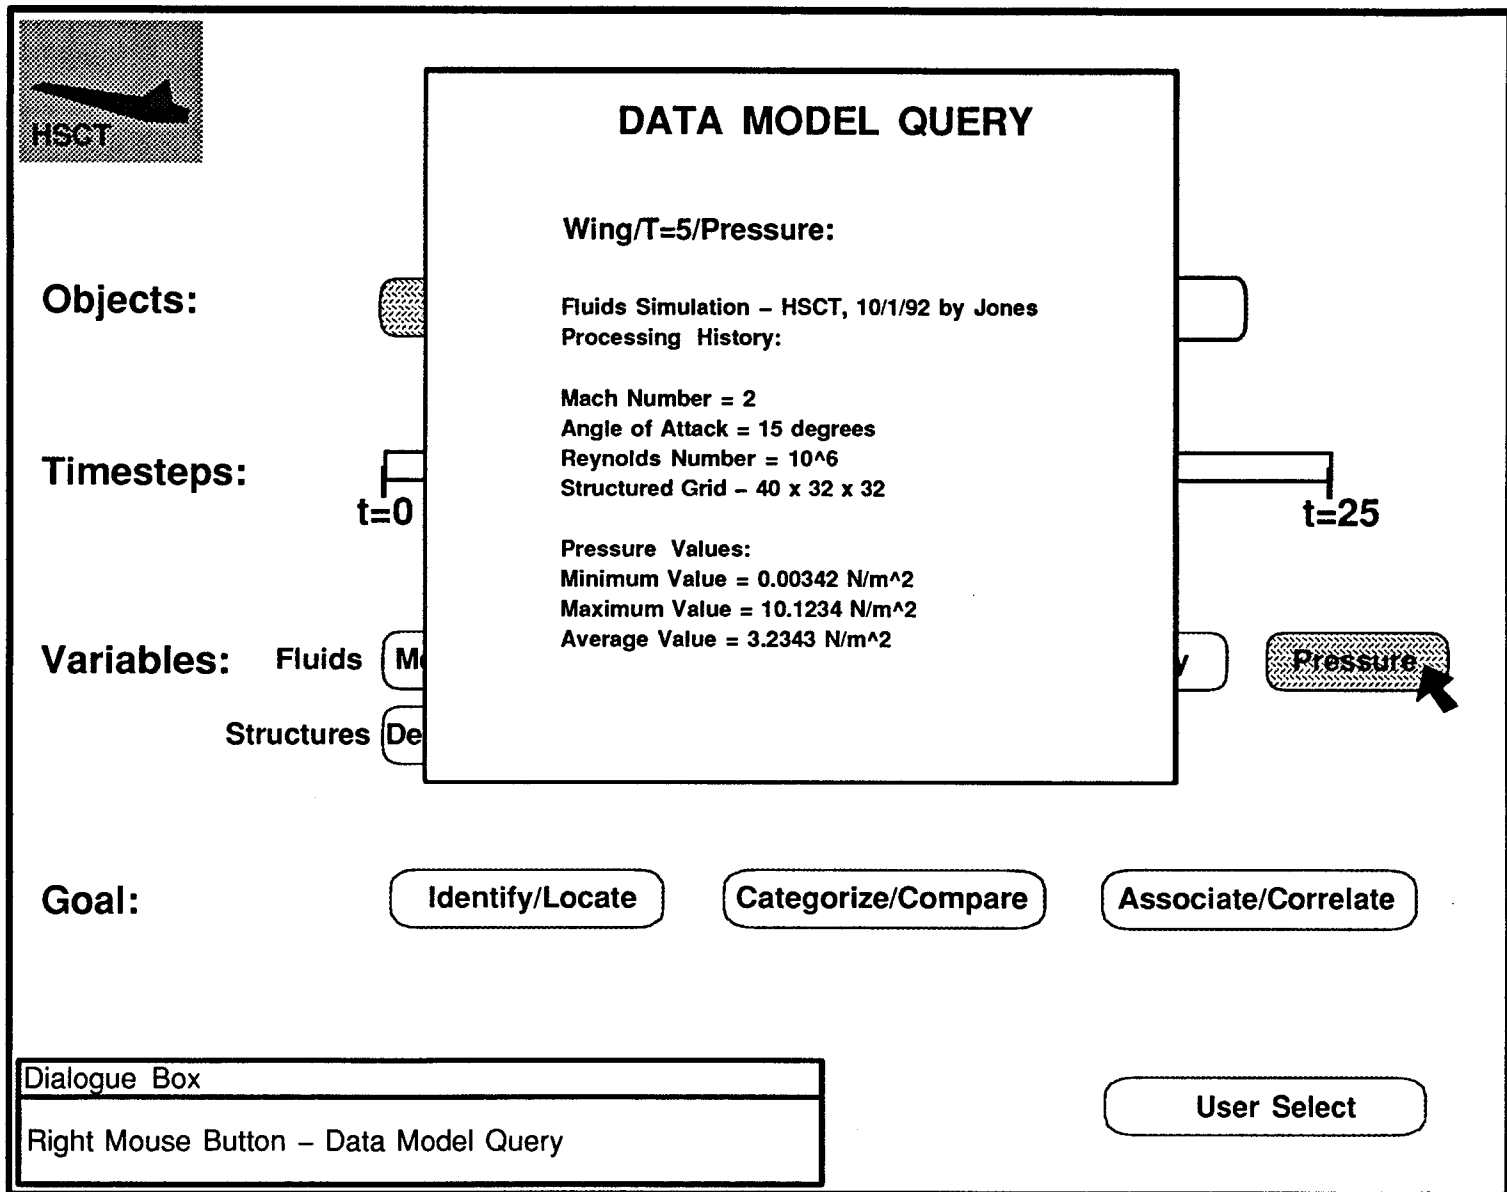 HSCT
DATA MODEL QUERY
Wing/T=5/Pressure:
Objects:
Fluids Simulation – HSCT, 10/1/92 by Jones
Processing History:
Mach Number = 2
Angle of Attack = 15 degrees
Reynolds Number = 10^6
Structured Grid – 40 x 32 x 32
Timesteps:
t=0
t=25
Pressure Values:
Minimum Value = 0.00342 N/m^2
Maximum Value = 10.1234 N/m^2
Average Value = 3.2343 N/m^2
Variables: Fluids Pressure
Structures De
Goal: Identify/Locate Categorize/Compare Associate/Correlate
Dialogue Box
Right Mouse Button – Data Model Query
User Select